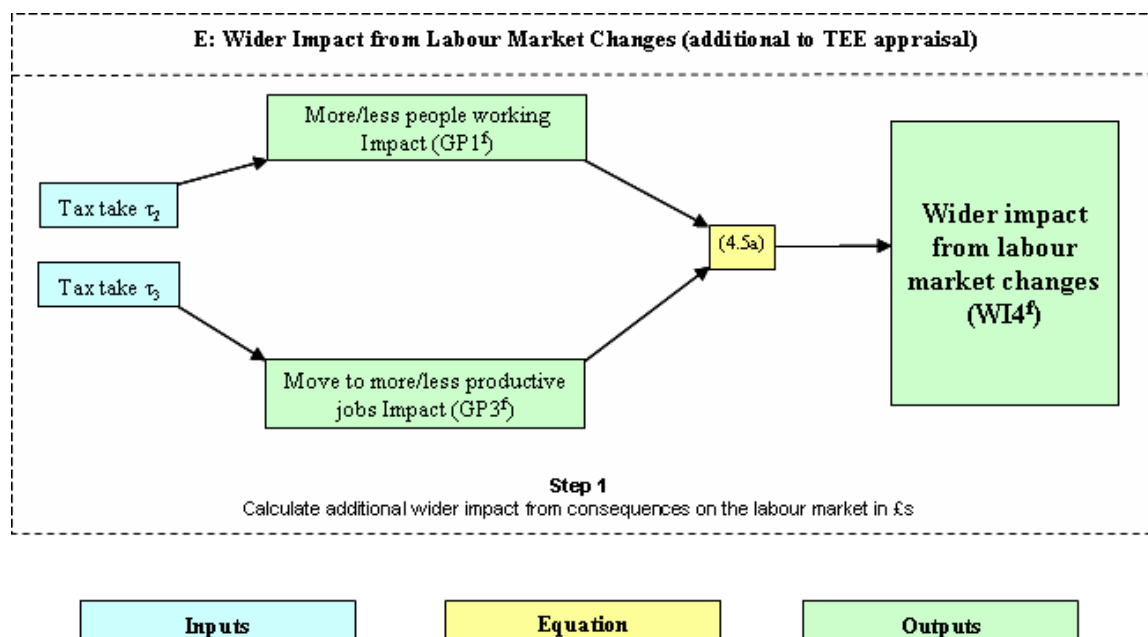 E: Wider Impact from Labour Market Changes (additional to TEE appraisal)
More/less people working
Impact (GP1ᶠ)
Tax take τ₂
Tax take τ₃
(4.5a)
Wider impact
from labour
market changes
(WI4ᶠ)
Move to more/less productive
jobs Impact (GP3ᶠ)
Step 1
Calculate additional wider impact from consequences on the labour market in £s
Inputs
Equation
Outputs